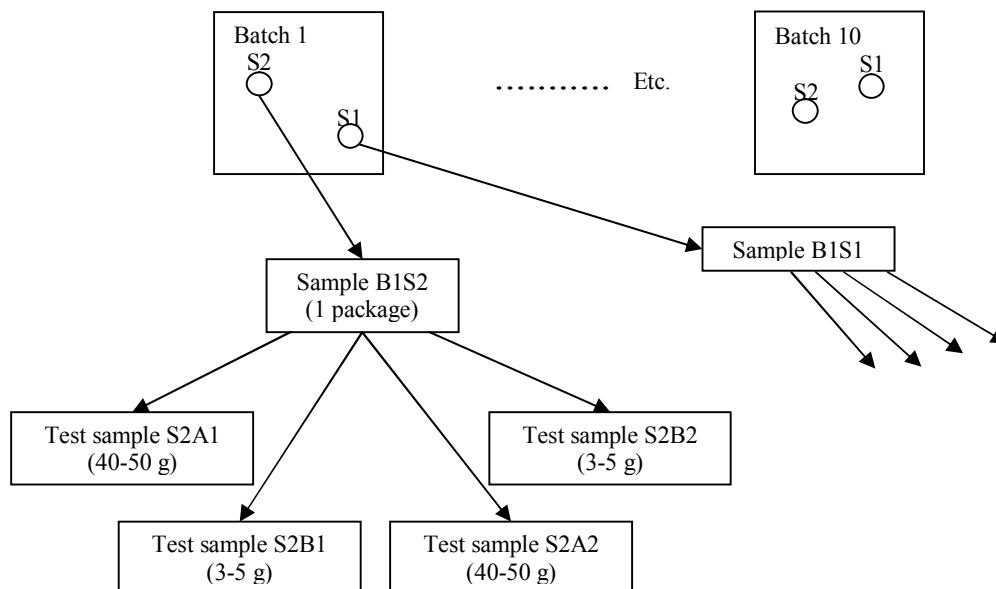 Batch 1
S2
S1
.......... Etc.
Batch 10
S1
S2
Sample B1S1
Sample B1S2
(1 package)
Test sample S2A1
(40-50 g)
Test sample S2B2
(3-5 g)
Test sample S2B1
(3-5 g)
Test sample S2A2
(40-50 g)